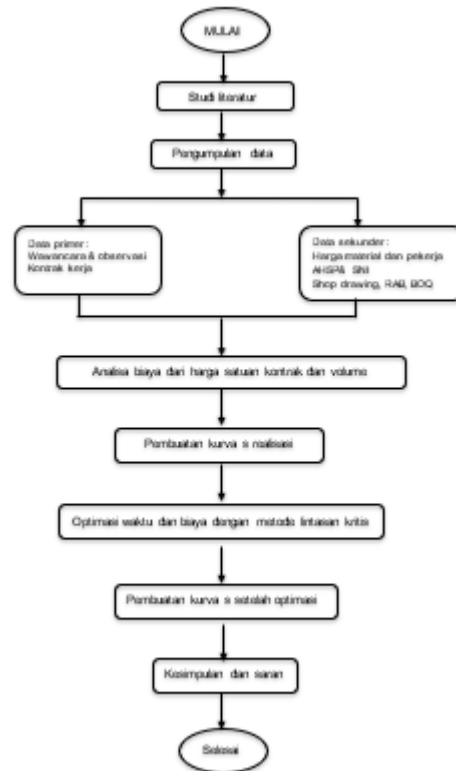 MULAI
Studi literatur
Pengumpulan data
Data primer :
Wawancara & observasi
Kontrak kerja
Data sekunder :
Harga material dan pekerja
AHSP& SNI
Shop drawing, RAB, BOQ
Analisa biaya dari harga satuan kontrak dan volume
Pembuatan kurva s realisasi
Optimasi waktu dan biaya dengan metode lintasan kritis
Pembuatan kurva s setelah optimasi
Kesimpulan dan saran
Selesai